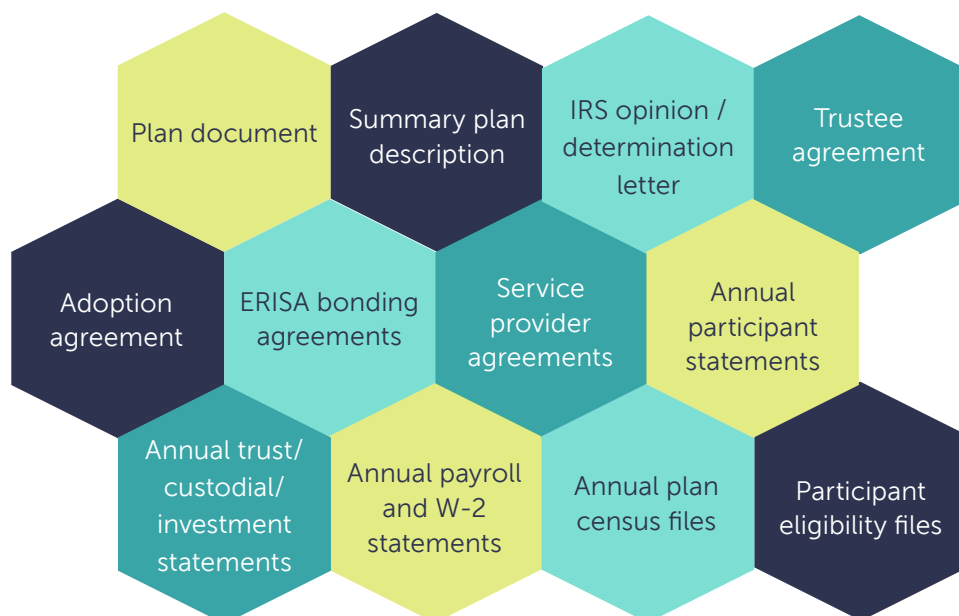 Plan document
Summary plan
description
IRS opinion /
determination
letter
Trustee
agreement
Adoption
agreement
ERISA bonding
agreements
Service
provider
agreements
Annual
participant
statements
Annual trust/
custodial/
investment
statements
Annual payroll
and W-2
statements
Annual plan
census files
Participant
eligibility files